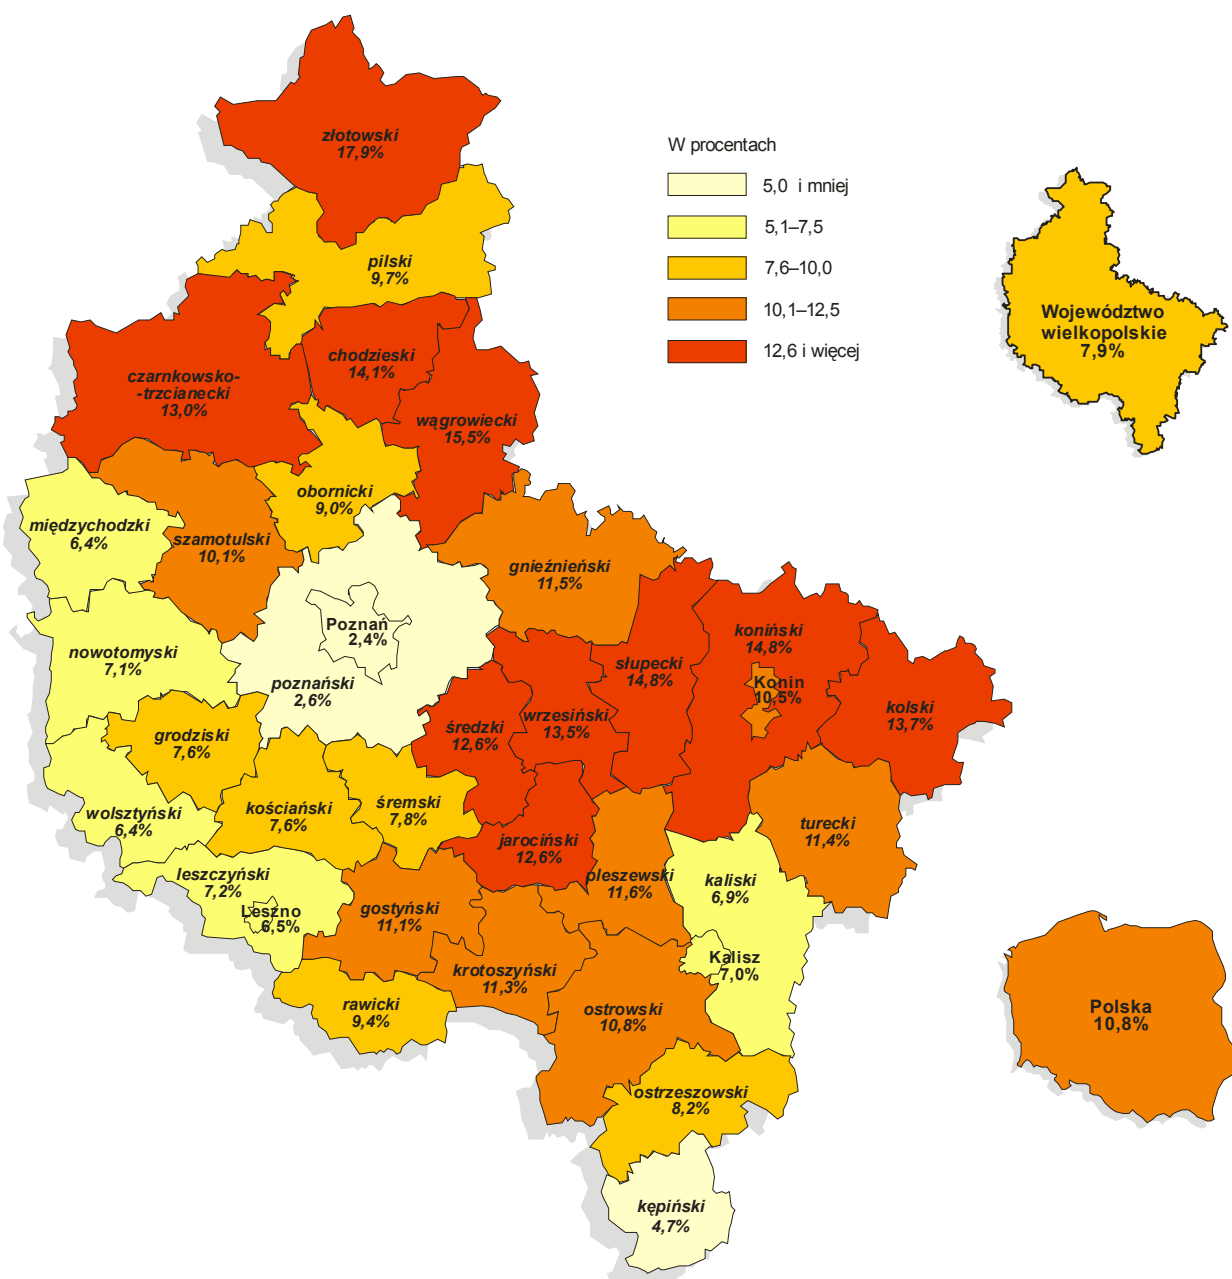 złotowski
17,9%
W procentach
5,0 i mniej
5,1–7,5
7,6–10,0
10,1–12,5
12,6 i więcej
pilski
9,7%
Województwo
wielkopolskie
7,9%
chodzieski
14,1%
czarnkowsko-
-trzcianecki
13,0%
wągrowiecki
15,5%
obornicki
9,0%
międzychodzki
6,4%
szamotulski
10,1%
gnieźnieński
11,5%
Poznań
2,4%
koniński
14,8%
nowotomyski
7,1%
słupecki
14,8%
poznański
2,6%
Konin
10,5%
kolski
13,7%
wrzesiński
13,5%
średzki
12,6%
grodziski
7,6%
kościański
7,6%
śremski
7,8%
wolsztyński
6,4%
turecki
11,4%
jarociński
12,6%
leszczyński
7,2%
pleszewski
11,6%
kaliski
6,9%
Leszno
6,5%
gostyński
11,1%
Kalisz
7,0%
krotoszyński
11,3%
rawicki
9,4%
ostrowski
10,8%
Polska
10,8%
ostrzeszowski
8,2%
kępiński
4,7%